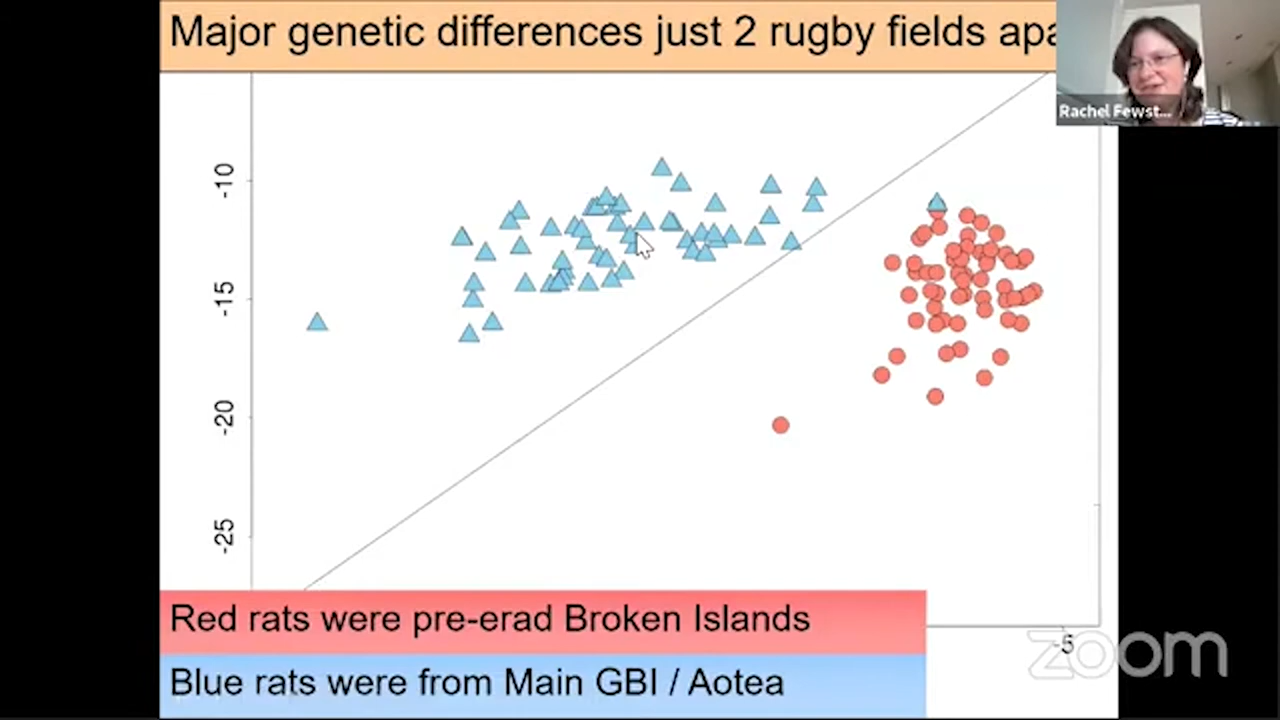 Major genetic differences just 2 rugby fields apa
Rachel Fewst...
-10
-15
-20
-25
-5
Red rats were pre-erad Broken Islands
Blue rats were from Main GBI / Aotea
zoom